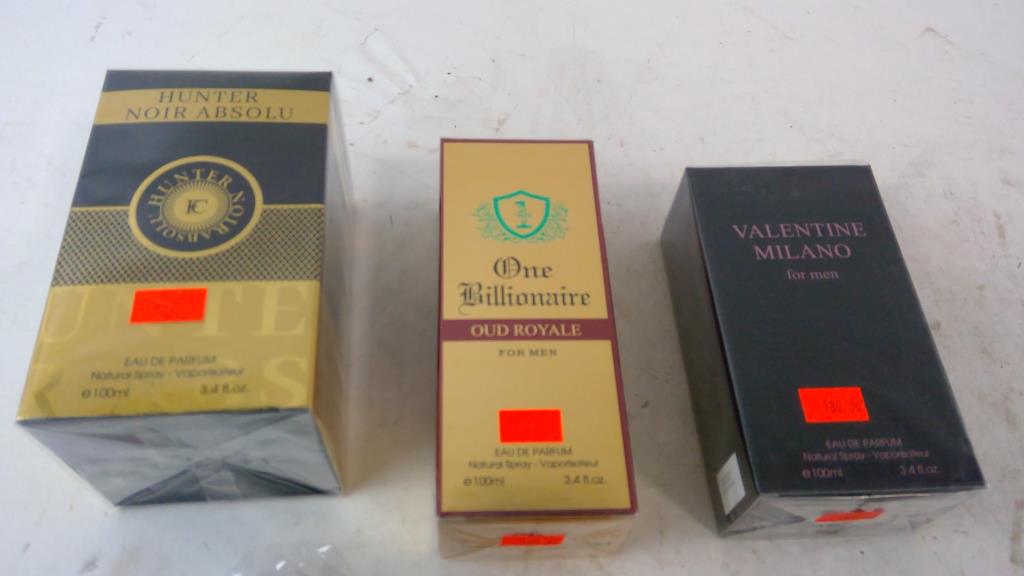 HUNTER
NOIR ABSOLU
HUNTER NOIR ABSOLU
EAU DE PARFUM
Natural Spray - Vaporisateur
e100ml 3.4 fl.oz.
One
Billionaire
OUD ROYALE
FOR MEN
EAU DE PARFUM
Natural Spray - Vaporisateur
e100ml 3.4 fl.oz.
VALENTINE
MILANO
for men
EAU DE PARFUM
Natural Spray - Vaporisateur
e100ml 3.4 fl.oz.